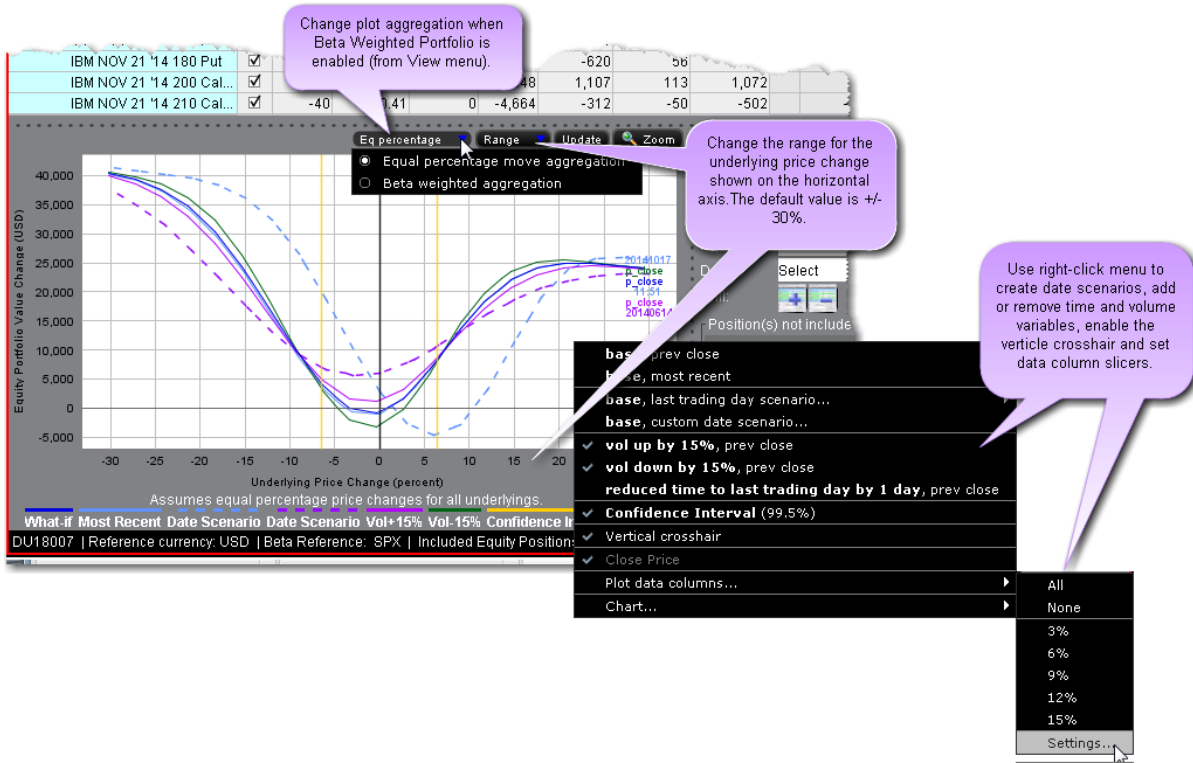 Change plot aggregation when
Beta Weighted Portfolio is
enabled (from View menu).
IBM NOV 21 '14 180 Put -620 56
IBM NOV 21 '14 200 Cal... 48 1,107 113 1,072
IBM NOV 21 '14 210 Cal... -40 .41 0 -4,664 -312 -50 -502
Eq percentage Range Update Zoom
Equal percentage move aggregation
Beta weighted aggregation
Change the range for the
underlying price change
shown on the horizontal
axis.The default value is +/-
30%.
Equity Portfolio Value Change (USD)
40,000
35,000
30,000
25,000
20,000
15,000
10,000
5,000
0
-5,000
-30 -25 -20 -15 -10 -5 0 5 10 15 20
Underlying Price Change (percent)
Assumes equal percentage price changes for all underlyings.
20141017
p_close
p_close
11:51
p_close
20140614
Select
Position(s) not include
Use right-click menu to
create date scenarios, add
or remove time and volume
variables, enable the
verticle crosshair and set
data column slicers.
What-if Most Recent Date Scenario Date Scenario Vol+15% Vol-15% Confidence
DU18007 | Reference currency: USD | Beta Reference: SPX | Included Equity Position
base, prev close
base, most recent
base, last trading day scenario...
base, custom date scenario...
vol up by 15%, prev close
vol down by 15%, prev close
reduced time to last trading day by 1 day, prev close
Confidence Interval (99.5%)
Vertical crosshair
Close Price
Plot data columns...
Chart...
All
None
3%
6%
9%
12%
15%
Settings...